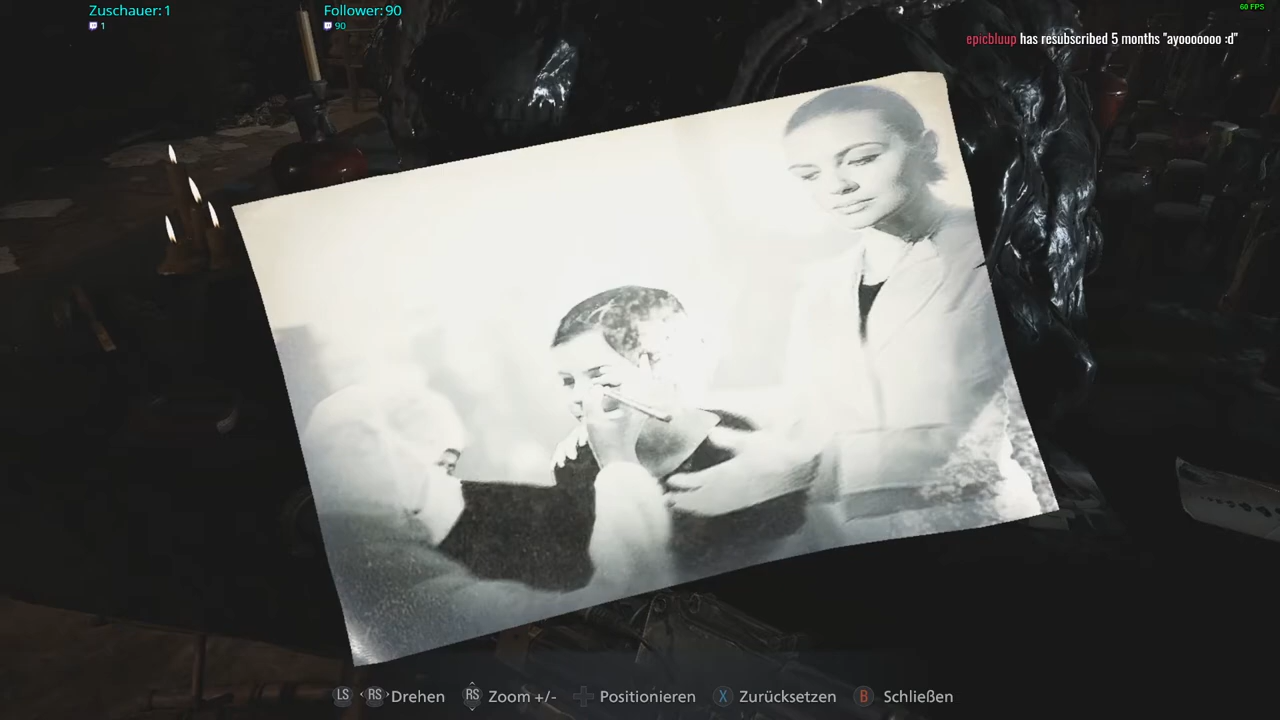 Zuschauer: 1
Follower: 90
1
90
60 FPS
epicbluup has resubscribed 5 months "ayooooooo :d"
LS RS Drehen RS Zoom +/- Positionieren X Zurücksetzen B Schließen